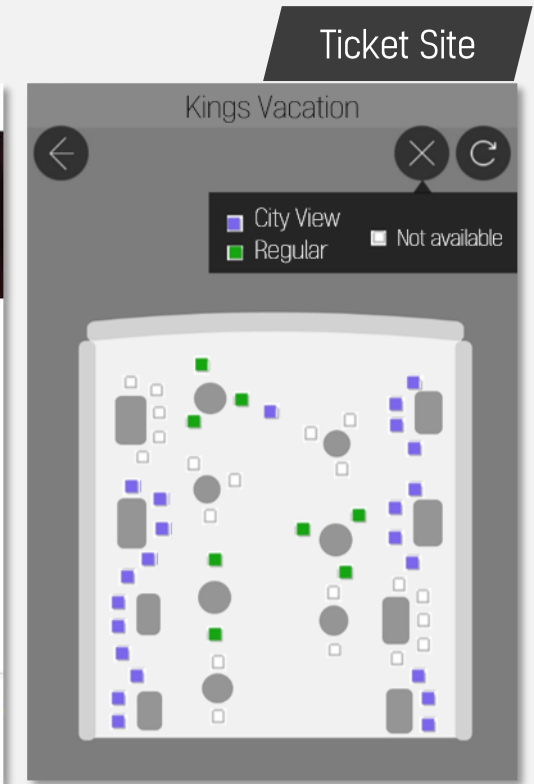 Ticket Site
Kings Vacation
City View
Regular
Not available